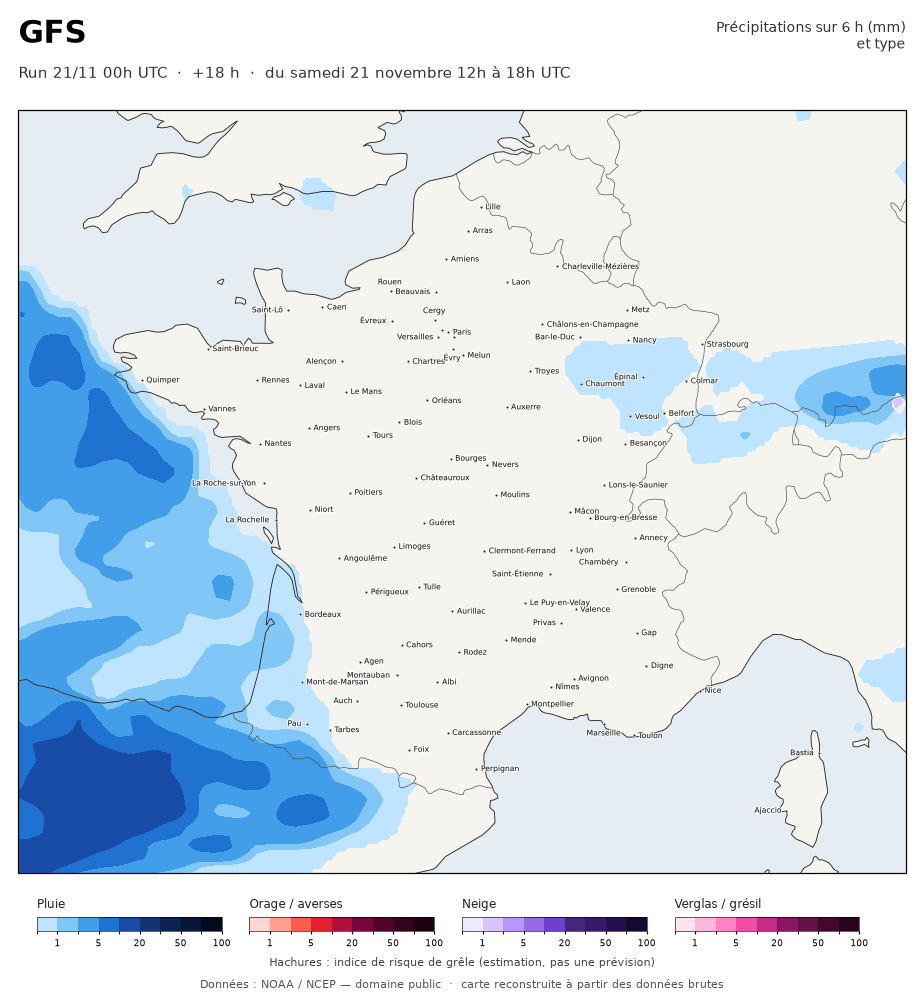 GFS
Précipitations sur 6 h (mm)
et type
Run 21/11 00h UTC · +18 h · du samedi 21 novembre 12h à 18h UTC
Lille
Arras
Amiens
Charleville-Mézières
Rouen
Beauvais
Laon
Saint-Lô
Caen
Cergy
Metz
Évreux
Châlons-en-Champagne
Versailles
Paris
Bar-le-Duc
Nancy
Strasbourg
Saint-Brieuc
Alençon
Chartres
Évry
Melun
Troyes
Épinal
Colmar
Quimper
Rennes
Laval
Le Mans
Chaumont
Orléans
Auxerre
Vannes
Vesoul
Belfort
Angers
Blois
Tours
Nantes
Dijon
Besançon
Bourges
Nevers
La Roche-sur-Yon
Châteauroux
Lons-le-Saunier
Poitiers
Moulins
Niort
Mâcon
Bourg-en-Bresse
La Rochelle
Guéret
Annecy
Limoges
Clermont-Ferrand
Lyon
Angoulême
Chambéry
Saint-Étienne
Périgueux
Tulle
Grenoble
Bordeaux
Aurillac
Le Puy-en-Velay
Valence
Privas
Gap
Cahors
Rodez
Mende
Agen
Digne
Montauban
Mont-de-Marsan
Albi
Avignon
Nîmes
Nice
Auch
Toulouse
Montpellier
Pau
Tarbes
Carcassonne
Marseille
Toulon
Foix
Bastia
Perpignan
Ajaccio
Pluie
1 5 20 50 100
Orage / averses
1 5 20 50 100
Neige
1 5 20 50 100
Verglas / grésil
1 5 20 50 100
Hachures : indice de risque de grêle (estimation, pas une prévision)
Données : NOAA / NCEP — domaine public · carte reconstruite à partir des données brutes